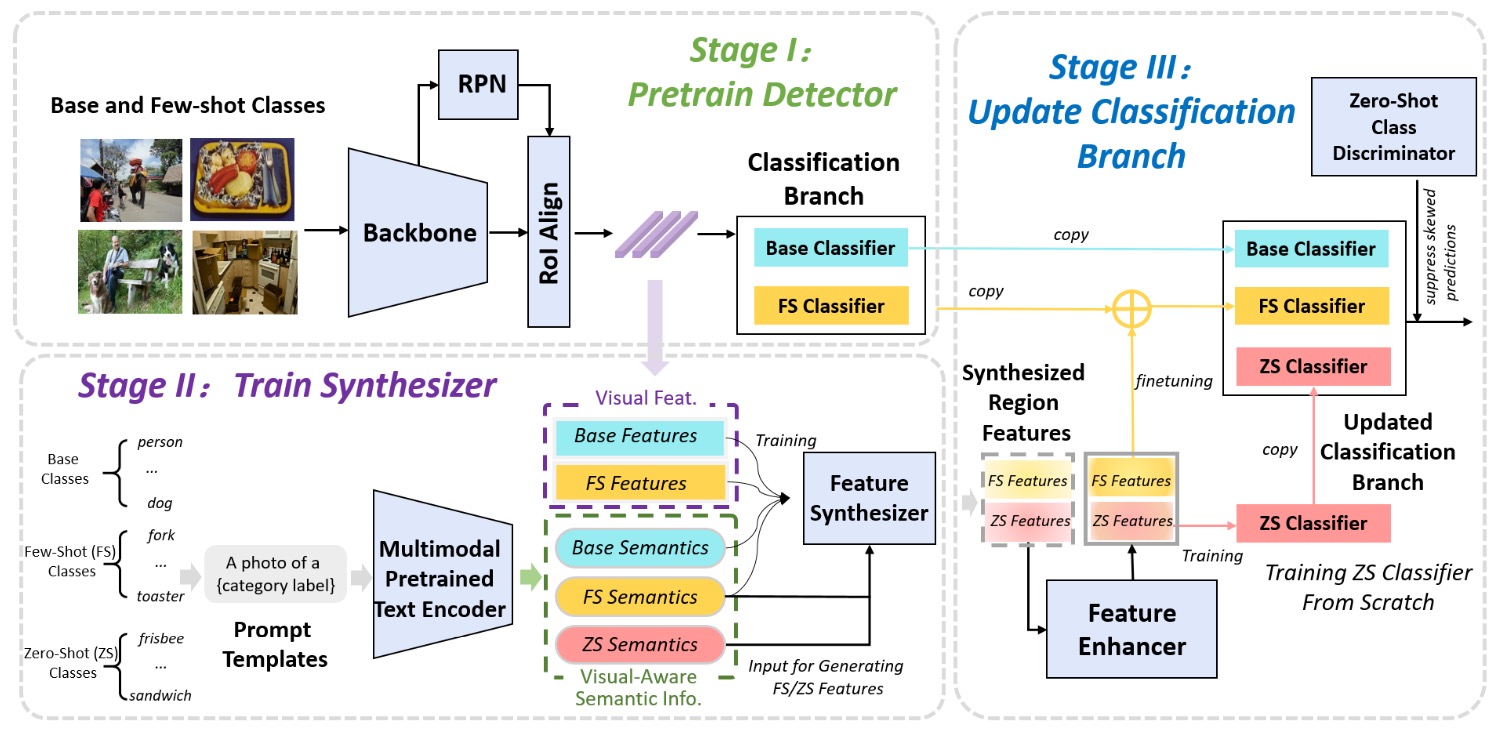 Stage I:
Pretrain Detector
Base and Few-shot Classes
RPN
Backbone
RoI Align
Classification
Branch
Base Classifier
FS Classifier
Stage II: Train Synthesizer
Base
Classes
person
...
dog
Few-Shot (FS)
Classes
fork
...
toaster
Zero-Shot (ZS)
Classes
frisbee
...
sandwich
A photo of a
{category label}
Prompt
Templates
Multimodal
Pretrained
Text Encoder
Visual Feat.
Base Features
FS Features
Base Semantics
FS Semantics
ZS Semantics
Visual-Aware
Semantic Info.
Training
Feature
Synthesizer
Input for Generating
FS/ZS Features
Stage III:
Update Classification
Branch
Zero-Shot
Class
Discriminator
suppress skewed
predictions
copy
copy
Base Classifier
FS Classifier
ZS Classifier
finetuning
Synthesized
Region
Features
FS Features
ZS Features
FS Features
ZS Features
copy
Updated
Classification
Branch
Training
ZS Classifier
Training ZS Classifier
From Scratch
Feature
Enhancer